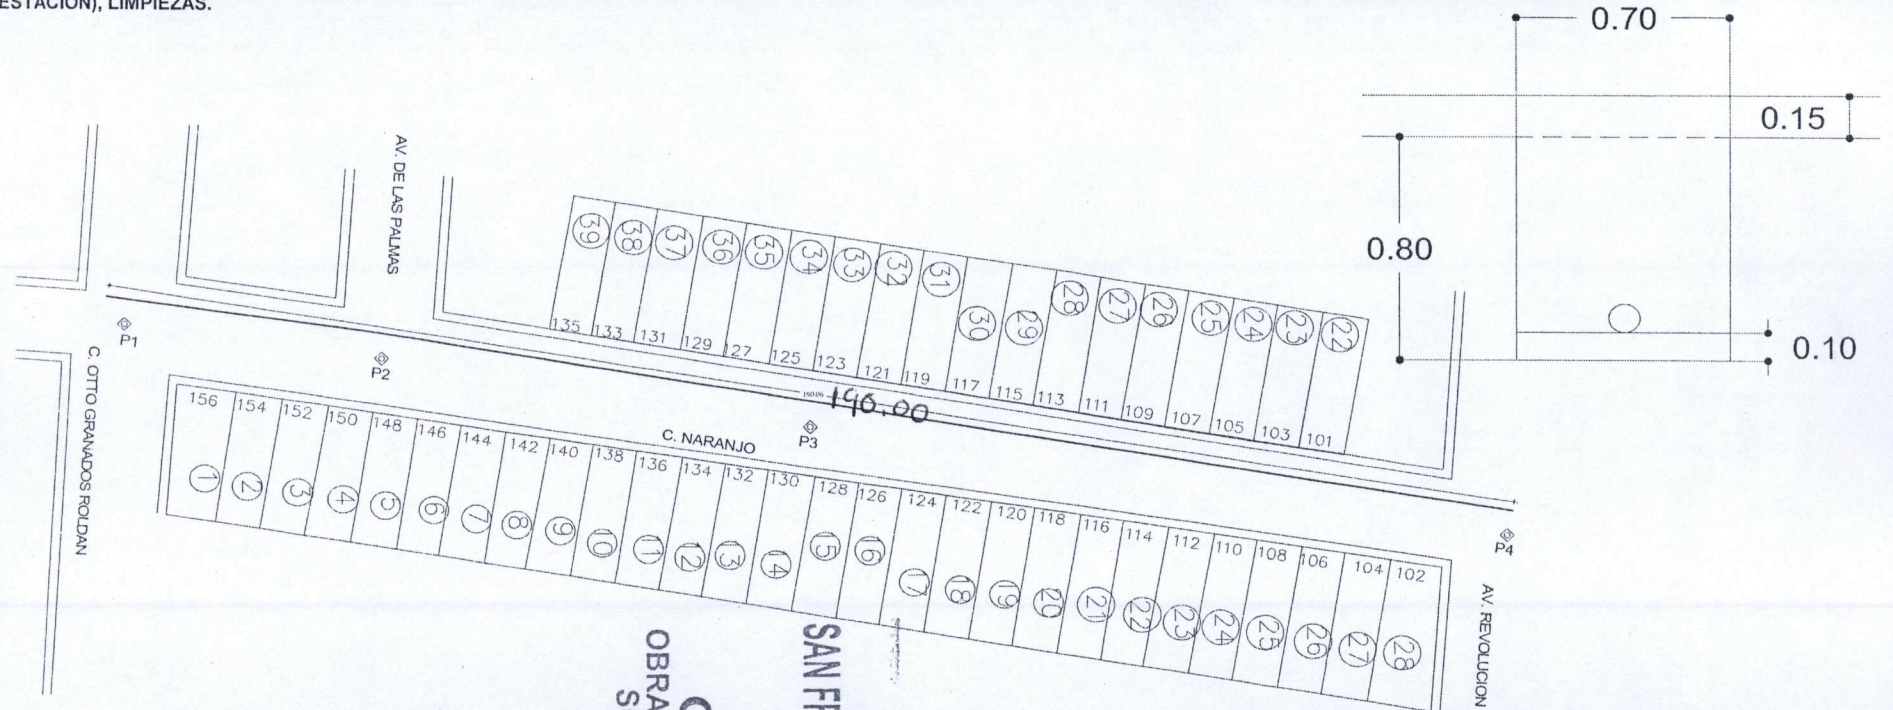 ESTACION), LIMPIEZAS.
0.70
0.15
0.80
0.10
AV. DE LAS PALMAS
39 38 37 36 35 34 33 32 31 30 29 28 27 26 25 24 23 22
135 133 131 129 127 125 123 121 119 117 115 113 111 109 107 105 103 101
P1
P2
190.06
190.00
C. NARANJO
P3
P4
C. OTTO GRANADOS ROLDAN
156 154 152 150 148 146 144 142 140 138 136 134 132 130 128 126 124 122 120 118 116 114 112 110 108 106 104 102
1 2 3 4 5 6 7 8 9 10 11 12 13 14 15 16 17 18 19 20 21 22 23 24 25 26 27 28
AV. REVOLUCION
SAN FR
OBRA